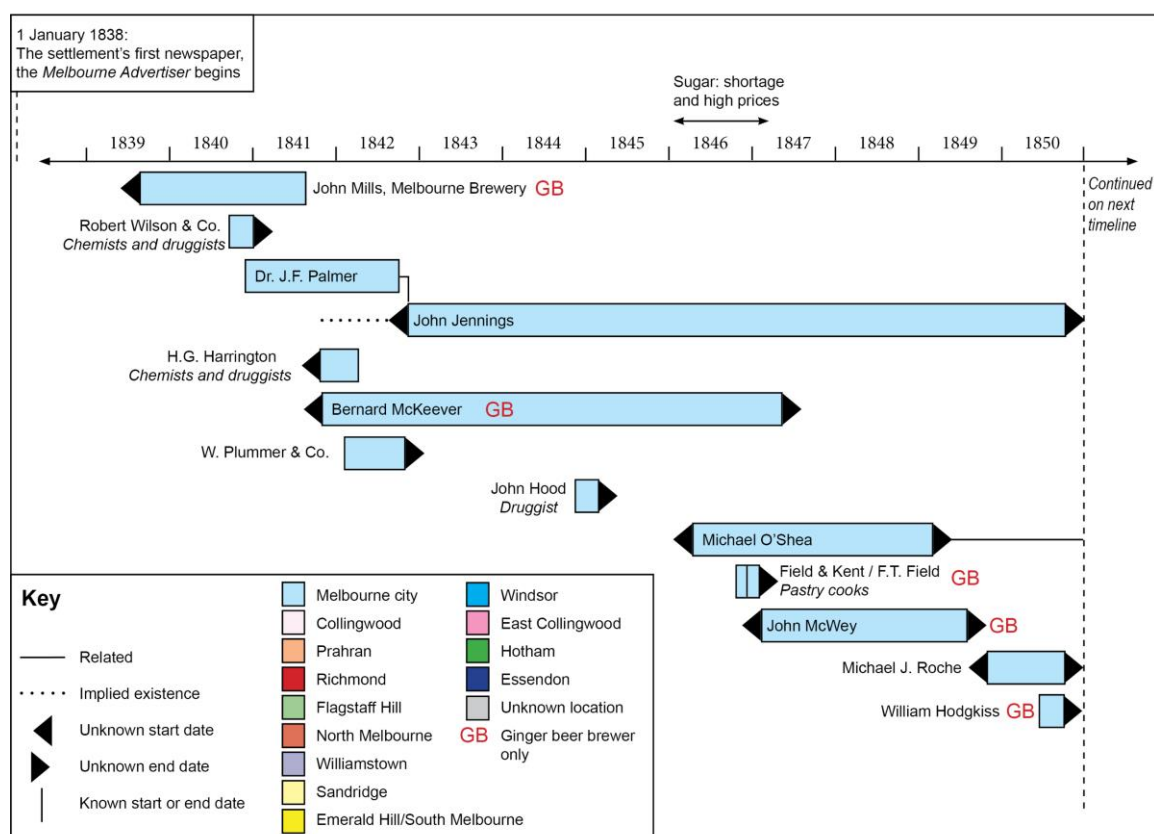 1 January 1838:
The settlement's first newspaper,
the Melbourne Advertiser begins
Sugar: shortage
and high prices
1839 1840 1841 1842 1843 1844 1845 1846 1847 1848 1849 1850
Continued
on next
timeline
John Mills, Melbourne Brewery GB
Robert Wilson & Co.
Chemists and druggists
Dr. J.F. Palmer
John Jennings
H.G. Harrington
Chemists and druggists
Bernard McKeever GB
W. Plummer & Co.
John Hood
Druggist
Michael O'Shea
Field & Kent / F.T. Field GB
Pastry cooks
John McWey GB
Michael J. Roche
William Hodgkiss GB
Key
Related
Implied existence
Unknown start date
Unknown end date
Known start or end date
Melbourne city
Collingwood
Prahran
Richmond
Flagstaff Hill
North Melbourne
Williamstown
Sandridge
Emerald Hill/South Melbourne
Windsor
East Collingwood
Hotham
Essendon
Unknown location
GB Ginger beer brewer
only